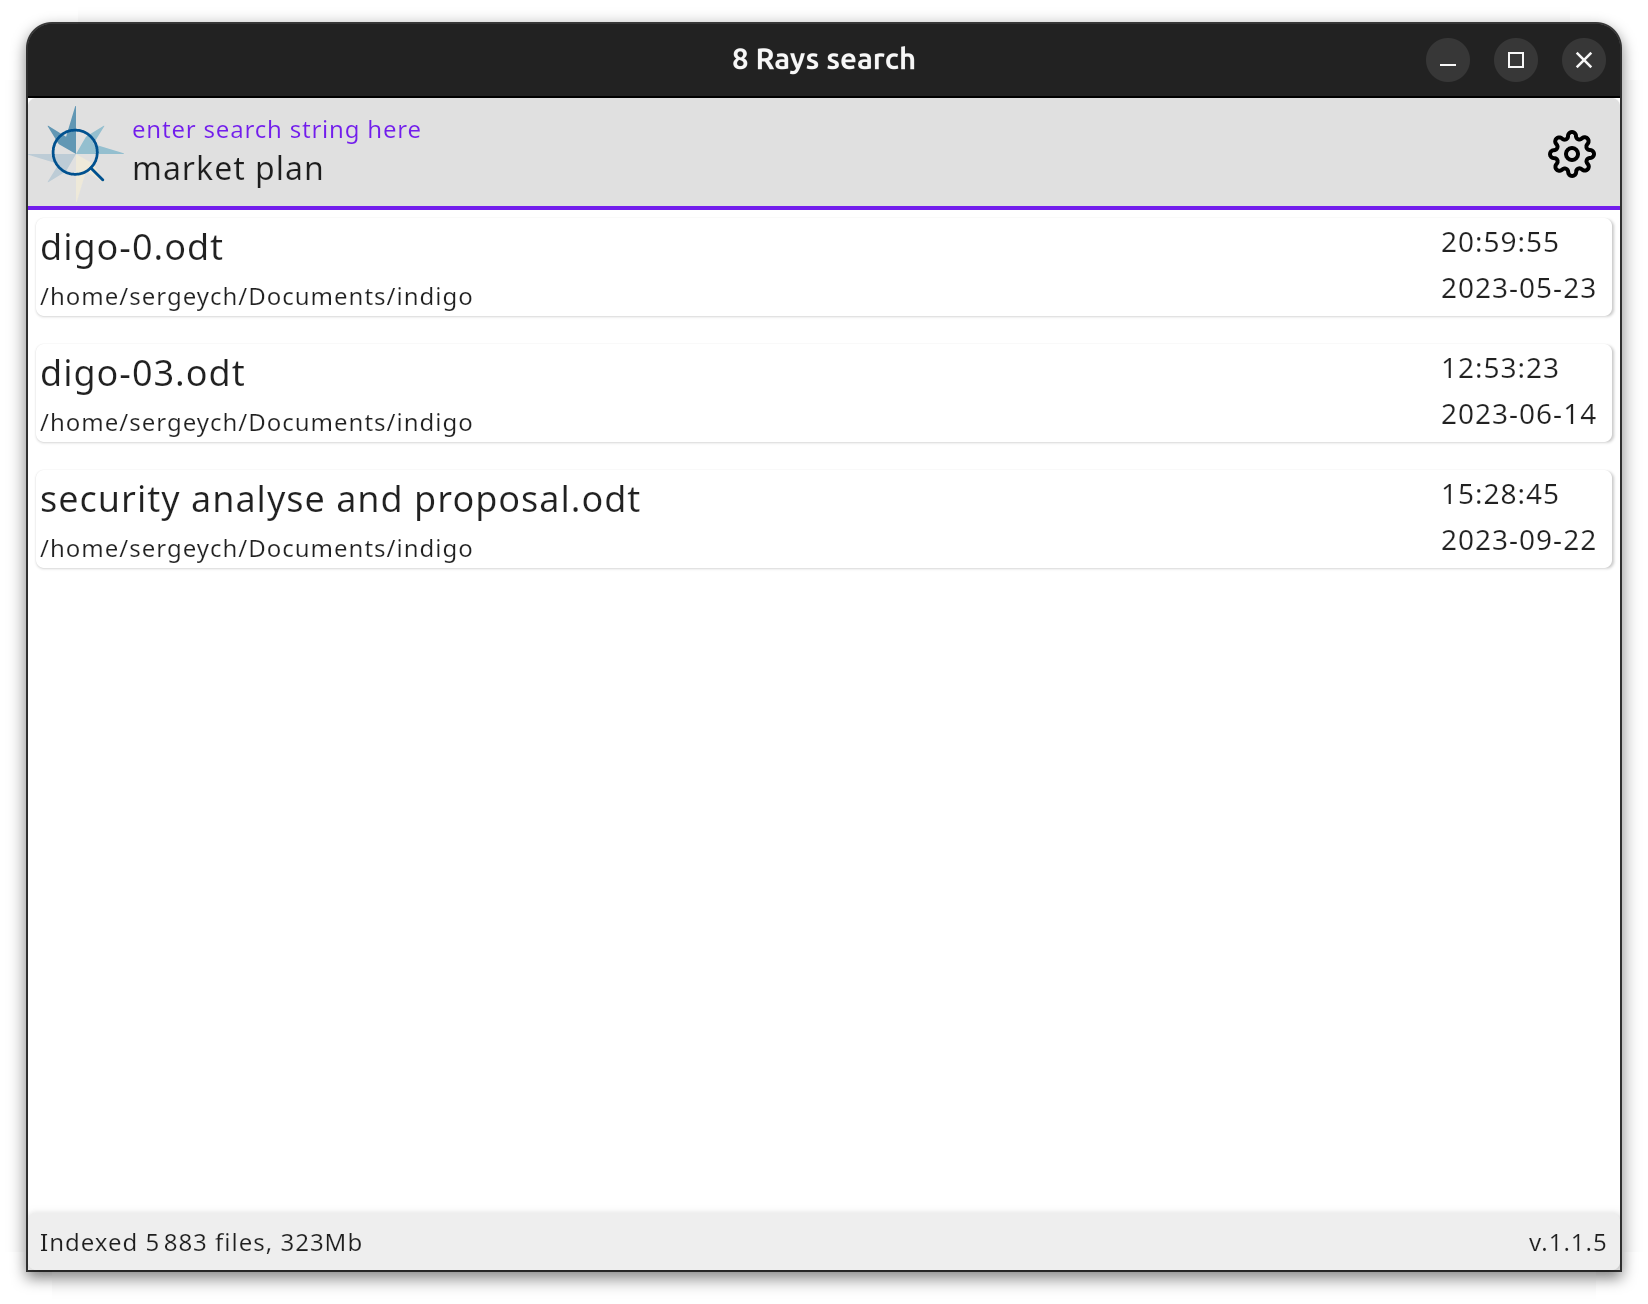 8 Rays search
enter search string here
market plan
digo-0.odt
20:59:55
/home/sergeych/Documents/indigo
2023-05-23
digo-03.odt
12:53:23
/home/sergeych/Documents/indigo
2023-06-14
security analyse and proposal.odt
15:28:45
/home/sergeych/Documents/indigo
2023-09-22
Indexed 5 883 files, 323Mb
v.1.1.5